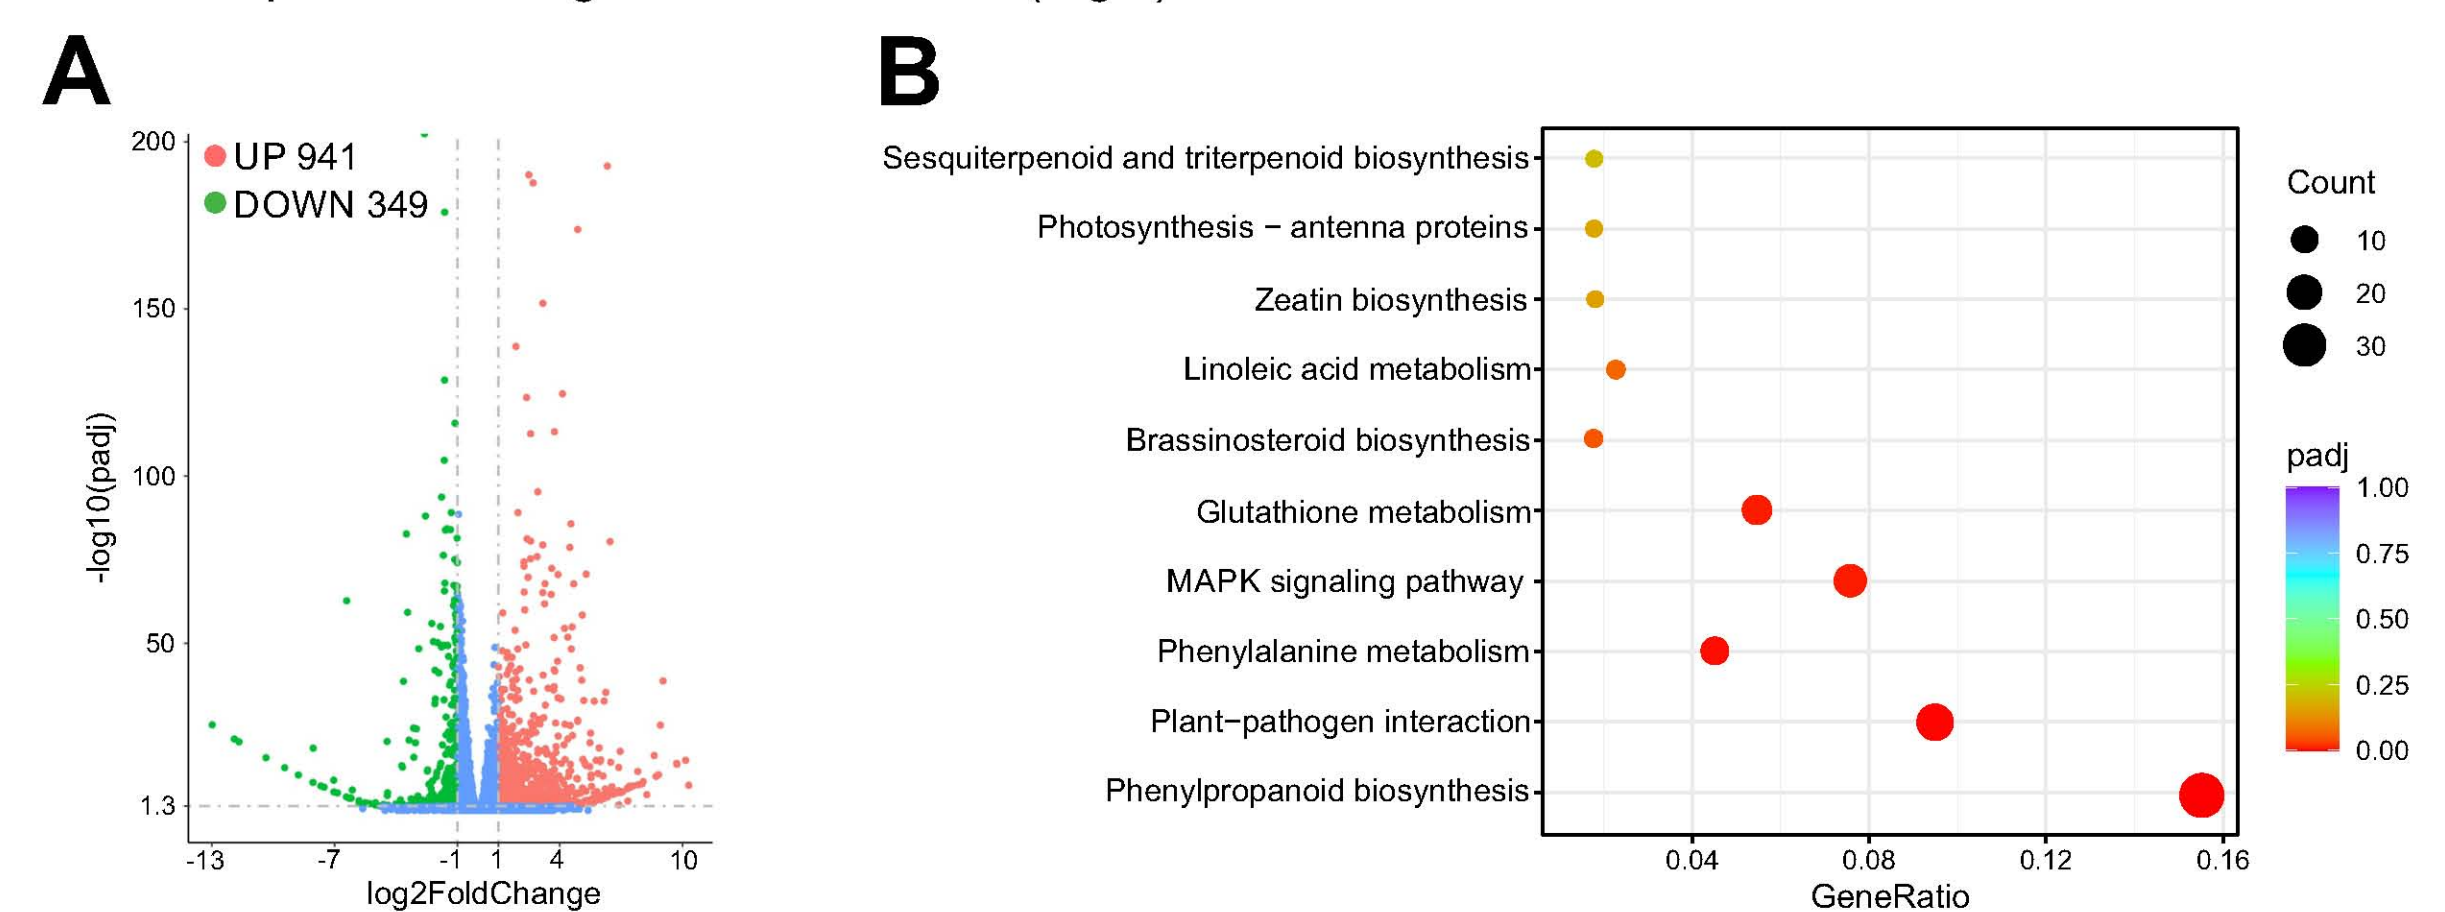 A
B
200
150
100
50
1.3
-log10(padj)
UP 941
DOWN 349
-13
-7
-1
1
4
10
log2FoldChange
Sesquiterpenoid and triterpenoid biosynthesis
Photosynthesis − antenna proteins
Zeatin biosynthesis
Linoleic acid metabolism
Brassinosteroid biosynthesis
Glutathione metabolism
MAPK signaling pathway
Phenylalanine metabolism
Plant−pathogen interaction
Phenylpropanoid biosynthesis
0.04
0.08
0.12
0.16
GeneRatio
Count
10
20
30
padj
1.00
0.75
0.50
0.25
0.00